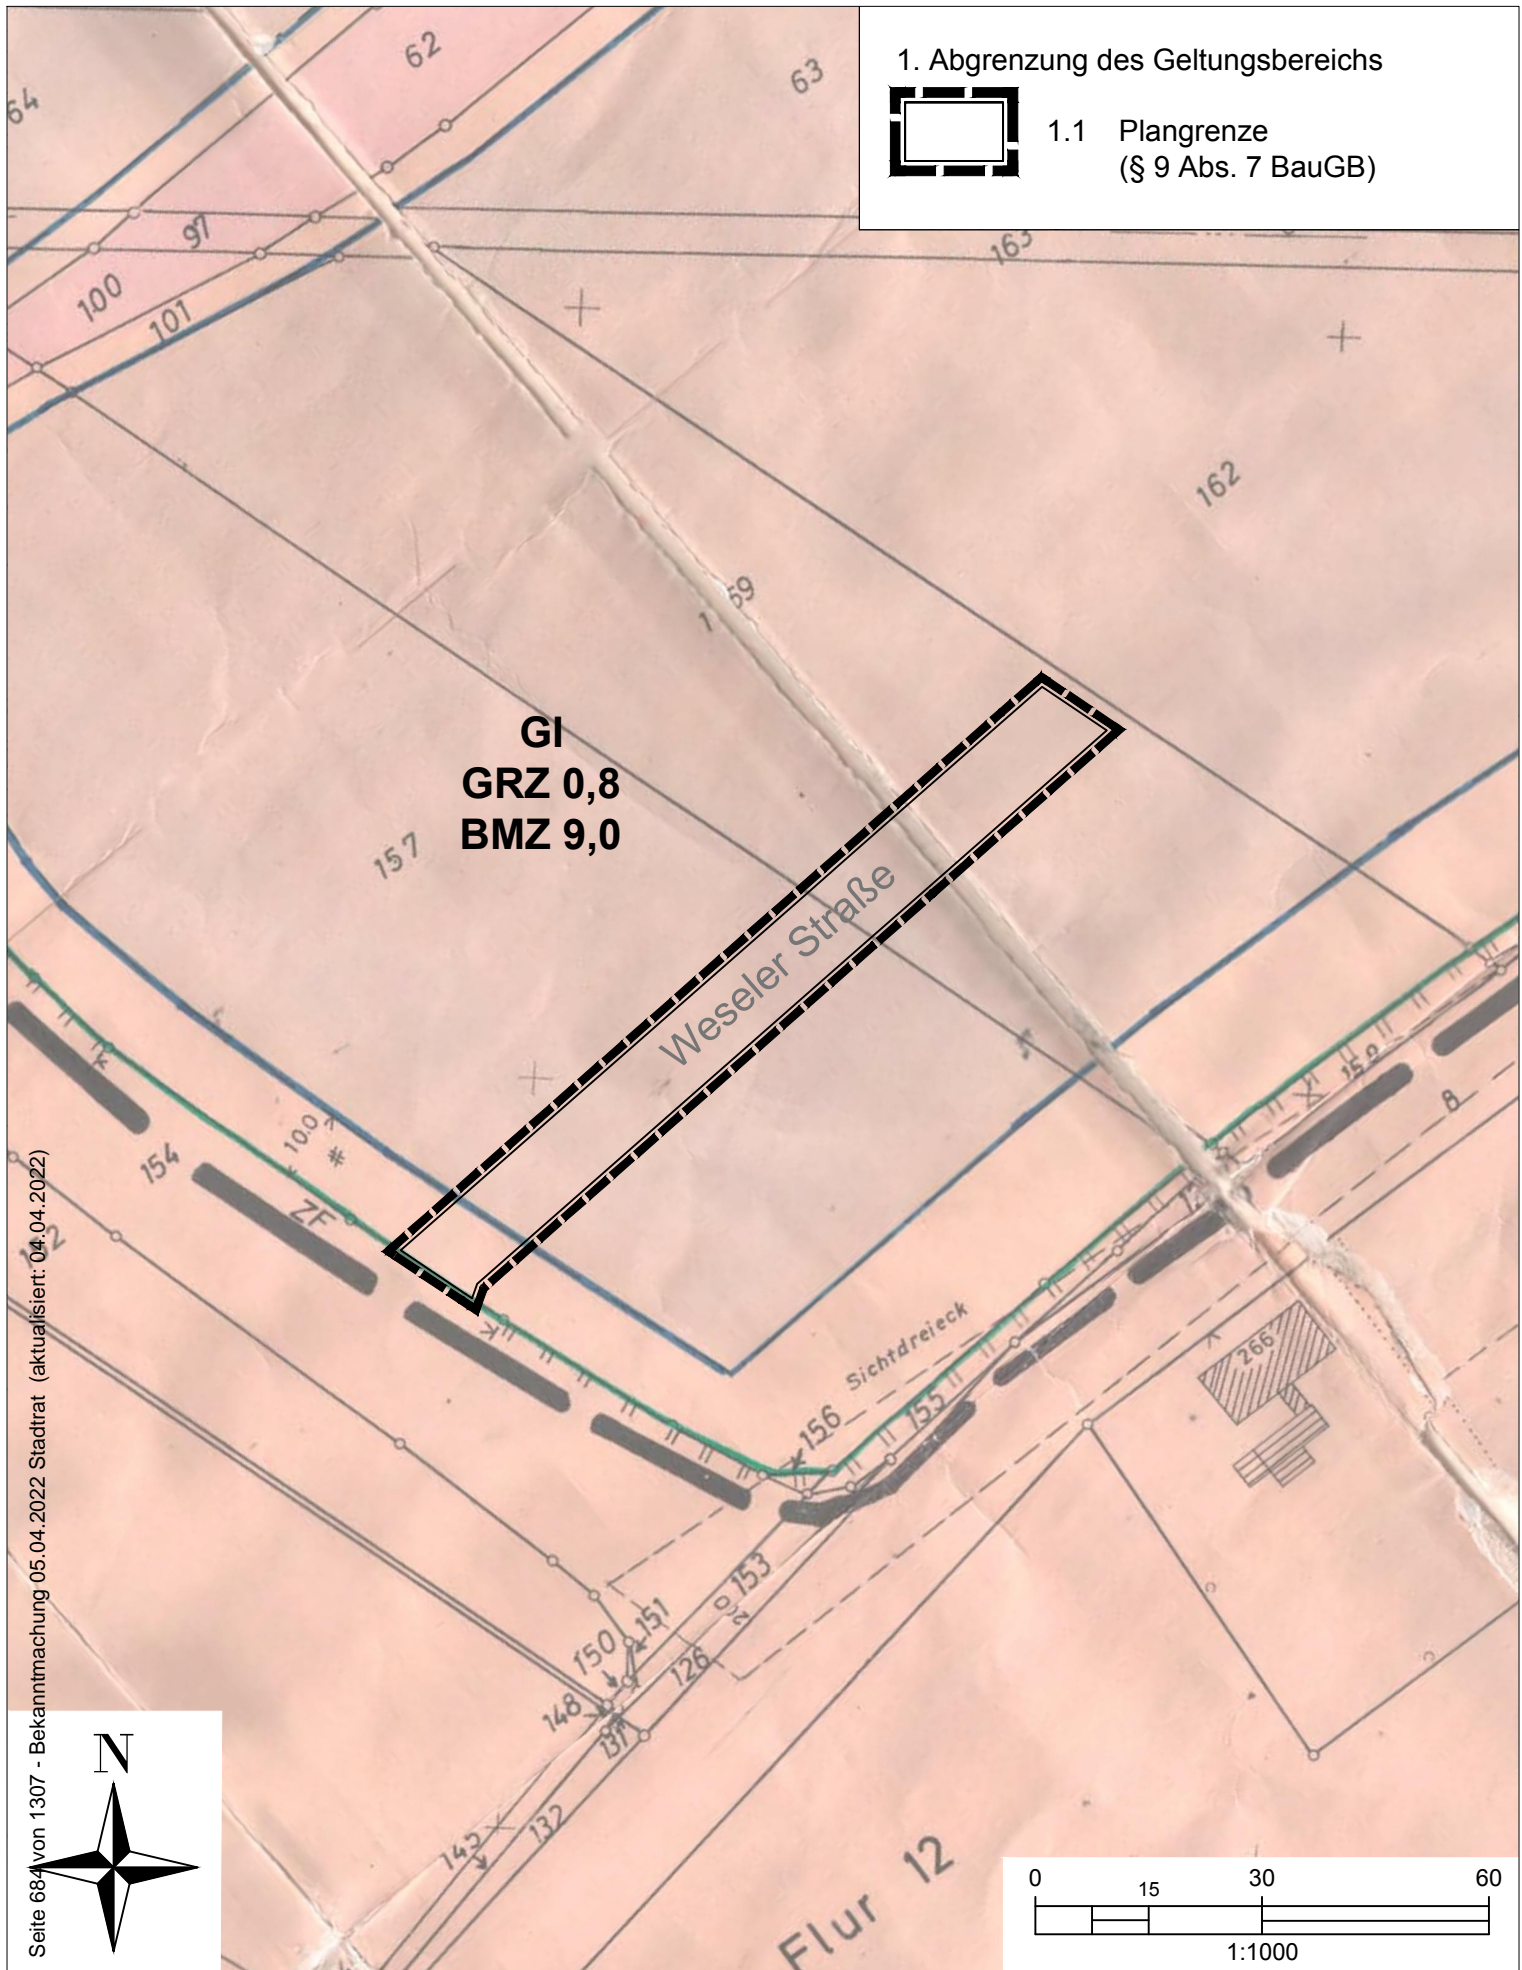 1. Abgrenzung des Geltungsbereichs
1.1 Plangrenze
(§ 9 Abs. 7 BauGB)
62
63
64
97
100
101
163
162
GI
GRZ 0,8
BMZ 9,0
157
Weseler Straße
10.0
154
ZF
Sichtdreieck
156
155
266
8
153
151
150
126
148
131
132
Flur 12
N
0
15
30
60
1:1000
Seite 684 von 1307 - Bekanntmachung 05.04.2022 Stadtrat (aktualisiert: 04.04.2022)